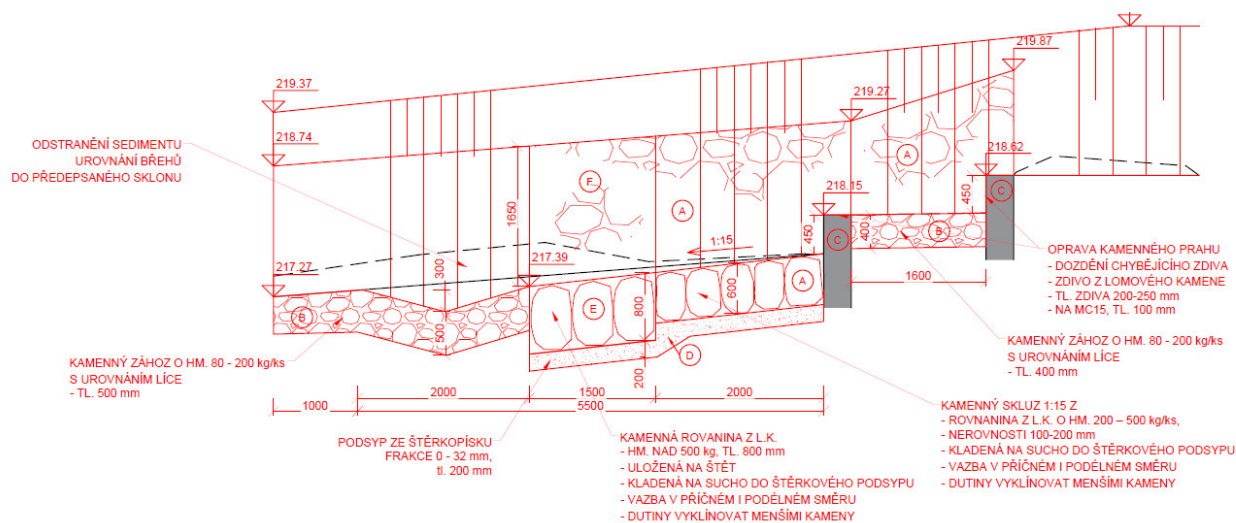 219.87
219.37
219.27
218.74
ODSTRANĚNÍ SEDIMENTU
UROVNÁNÍ BŘEHŮ
DO PŘEDEPSANÉHO SKLONU
A
218.62
F
1650
A
218.15
C
450
1:15
450
C
400
B
217.39
OPRAVA KAMENNÉHO PRAHU
- DOZDĚNÍ CHYBĚJÍCÍHO ZDIVA
- ZDIVO Z LOMOVÉHO KAMENE
- TL. ZDIVA 200-250 mm
- NA MC15, TL. 100 mm
217.27
300
1600
600
A
B
E
800
500
D
200
KAMENNÝ ZÁHOZ O HM. 80 - 200 kg/ks
S UROVNÁNÍM LÍCE
- TL. 500 mm
KAMENNÝ ZÁHOZ O HM. 80 - 200 kg/ks
S UROVNÁNÍM LÍCE
- TL. 400 mm
2000
1500
2000
1000
5500
PODSYP ZE ŠTĚRKOPÍSKU
FRAKCE 0 - 32 mm,
tl. 200 mm
KAMENNÁ ROVANINA Z L.K.
- HM. NAD 500 kg, TL. 800 mm
- ULOŽENÁ NA ŠTĚT
- KLADENÁ NA SUCHO DO ŠTĚRKOVÉHO PODSYPU
- VAZBA V PŘÍČNÉM I PODÉLNÉM SMĚRU
- DUTINY VYKLÍNOVAT MENŠÍMI KAMENY
KAMENNÝ SKLUZ 1:15 Z
- ROVNANINA Z L.K. O HM. 200 – 500 kg/ks,
- NEROVNOSTI 100-200 mm
- KLADENÁ NA SUCHO DO ŠTĚRKOVÉHO PODSYPU
- VAZBA V PŘÍČNÉM I PODÉLNÉM SMĚRU
- DUTINY VYKLÍNOVAT MENŠÍMI KAMENY